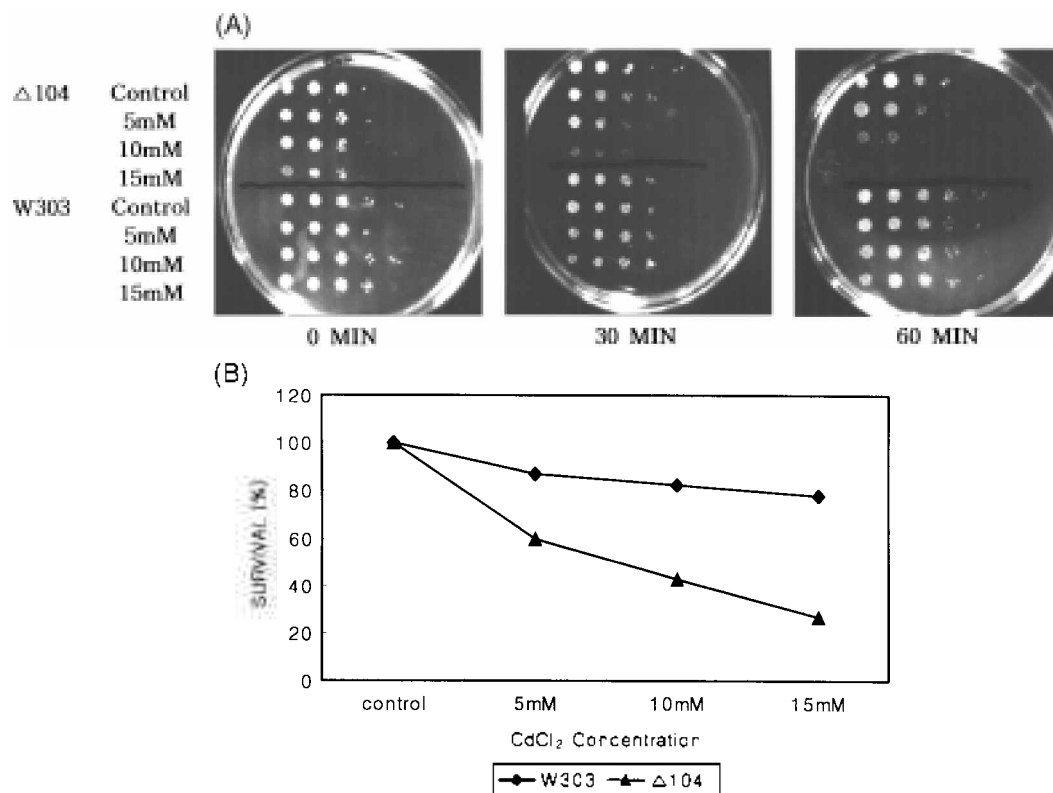 (A)
△104 Control
5mM
10mM
15mM
W303 Control
5mM
10mM
15mM
0 MIN
30 MIN
60 MIN
(B)
120
100
80
60
40
20
0
SURVIVAL (%)
control
5mM
10mM
15mM
CdCl₂ Concentration
W303
△104